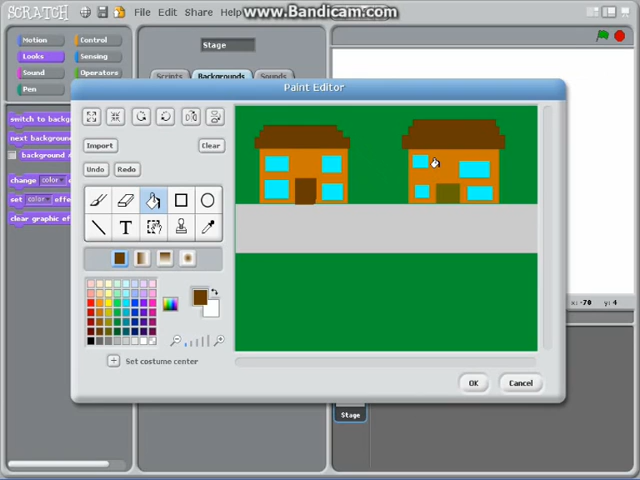 SCRATCH
File Edit Share Help
www.Bandicam.com
Motion Control
Looks Sensing
Sound Operators
Pen
Stage
Scripts Backgrounds Sounds
Paint Editor
switch to backg
next background
background
change color effe
set color effe
clear graphic ef
Import Clear
Undo Redo
T
Set costume center
OK Cancel
x: -70 y: 4
Stage